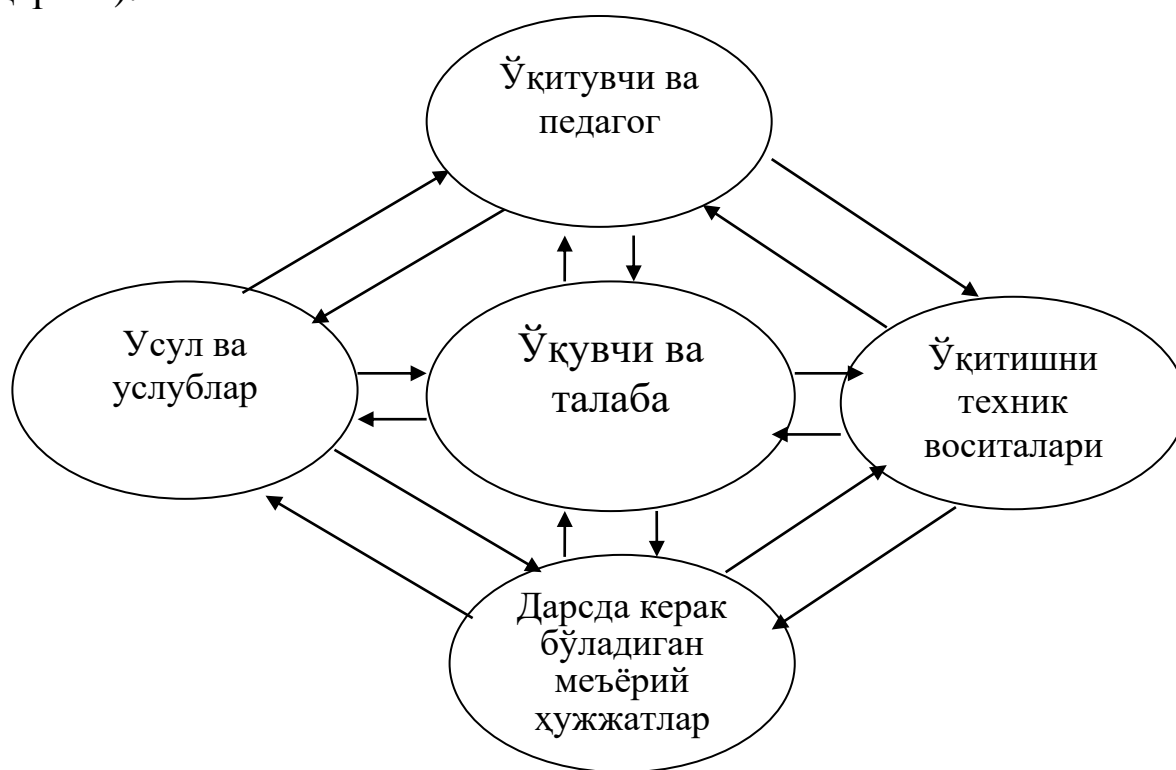 Ўқитувчи ва
педагог
Усул ва
услублар
Ўқувчи ва
талаба
Ўқитишни
техник
воситалари
Дарсда керак
бўладиган
меъёрий
ҳужжатлар